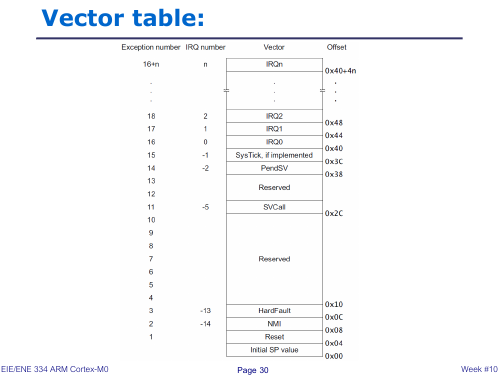 Vector table:
Exception number IRQ number Vector Offset
16+n n IRQn
0x40+4n
. . .
. . .
. . .
18 2 IRQ2
0x48
17 1 IRQ1
0x44
16 0 IRQ0
0x40
15 -1 SysTick, if implemented
0x3C
14 -2 PendSV
0x38
13
Reserved
12
11 -5 SVCall
0x2C
10
9
8
7 Reserved
6
5
4
0x10
3 -13 HardFault
0x0C
2 -14 NMI
0x08
1 Reset
0x04
Initial SP value
0x00
EIE/ENE 334 ARM Cortex-M0 Page 30 Week #10